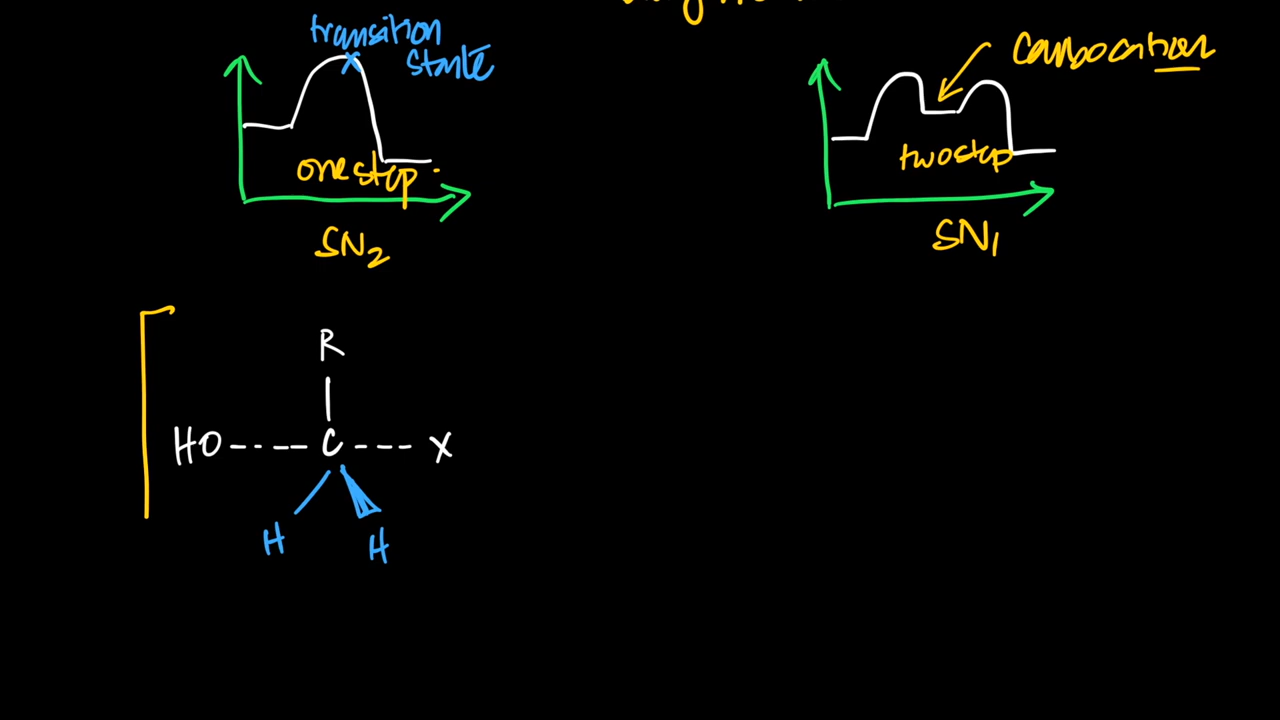 transition
state
Carbocation
one step
two step
SN2
SN1
R
HO----C---X
H
H